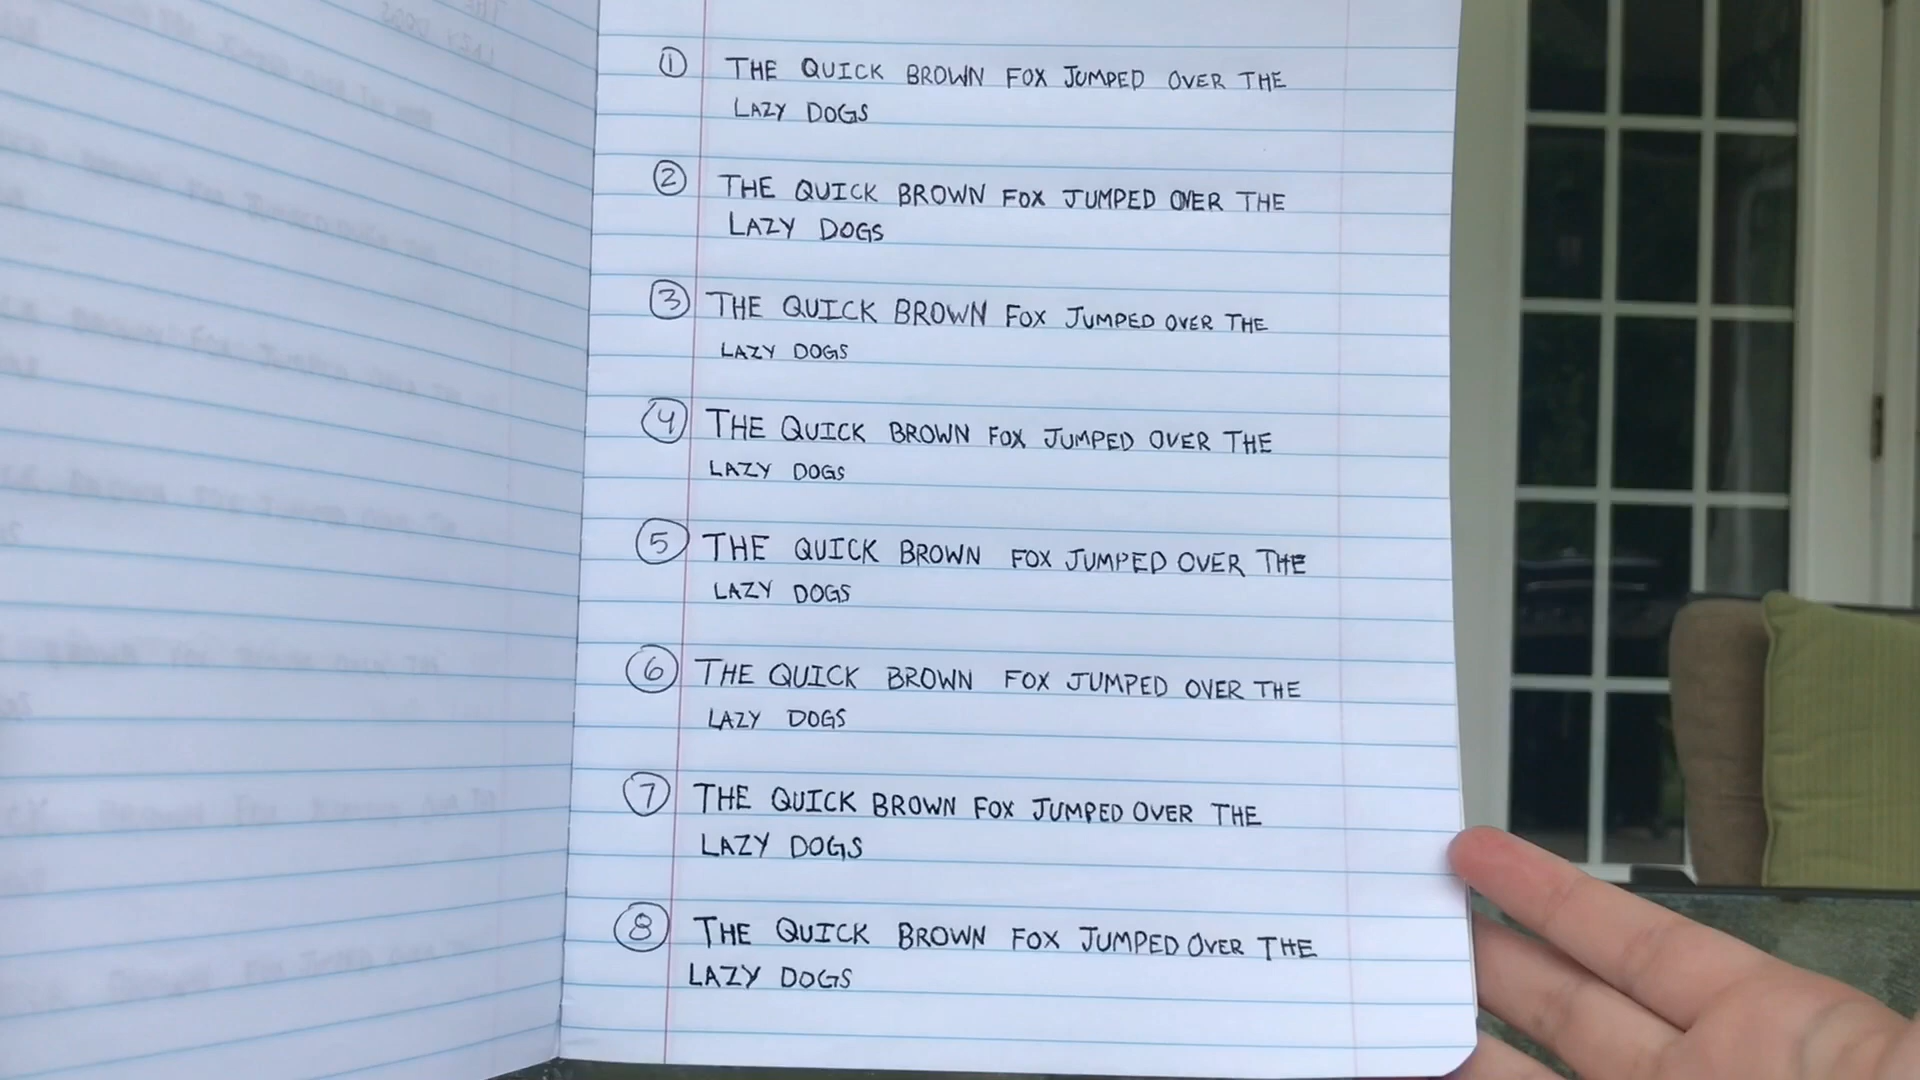 ① THE QUICK BROWN FOX JUMPED OVER THE
LAZY DOGS
② THE QUICK BROWN FOX JUMPED OVER THE
LAZY DOGS
③ THE QUICK BROWN FOX JUMPED OVER THE
LAZY DOGS
④ THE QUICK BROWN FOX JUMPED OVER THE
LAZY DOGS
⑤ THE QUICK BROWN FOX JUMPED OVER THE
LAZY DOGS
⑥ THE QUICK BROWN FOX JUMPED OVER THE
LAZY DOGS
⑦ THE QUICK BROWN FOX JUMPED OVER THE
LAZY DOGS
⑧ THE QUICK BROWN FOX JUMPED OVER THE
LAZY DOGS